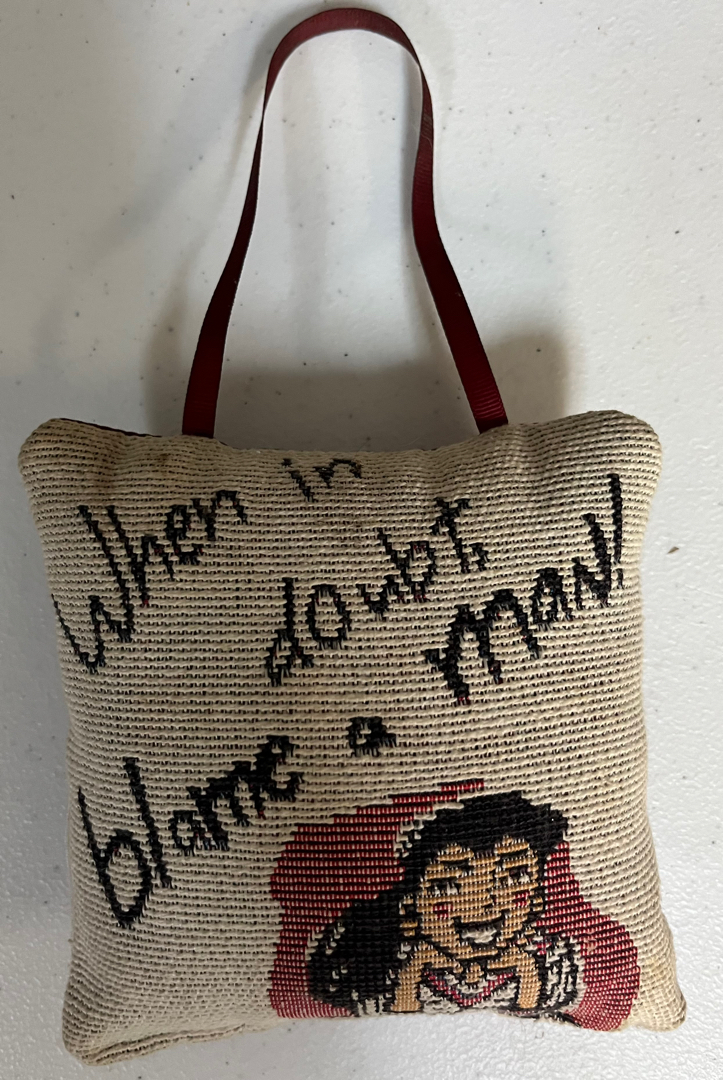 When in
doubt,
blame a man!